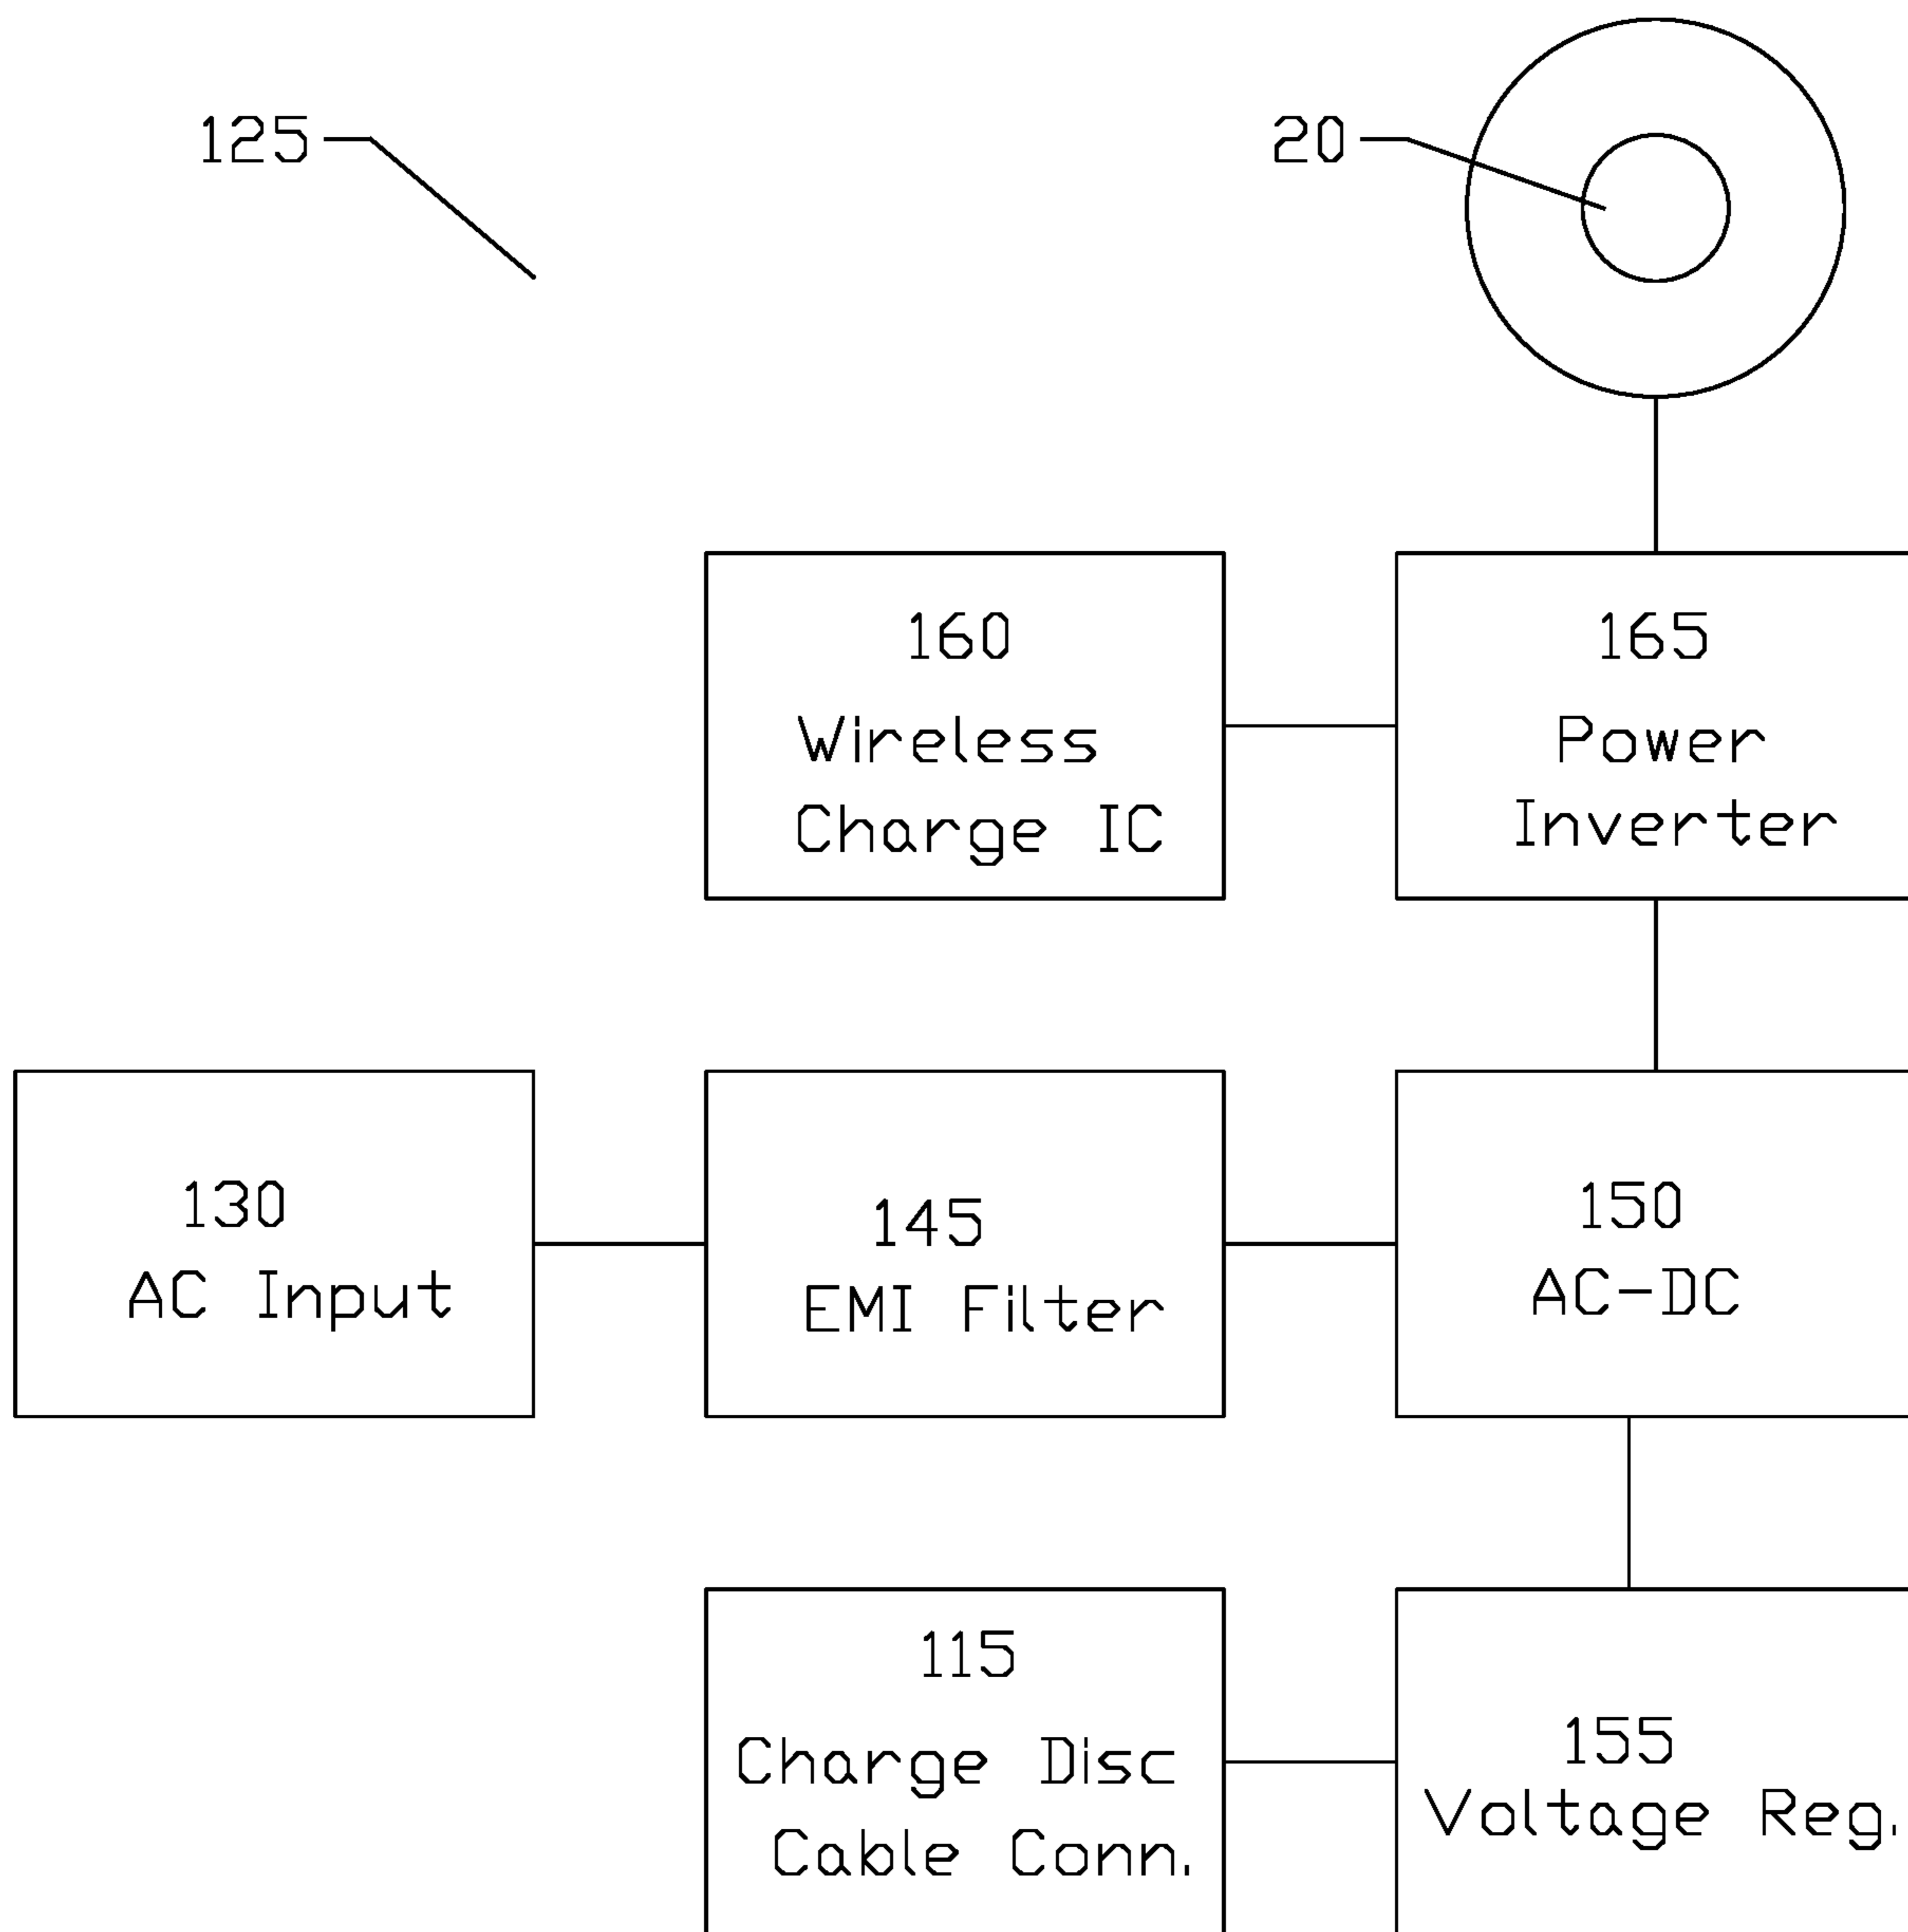 125
20
160
Wireless
Charge IC
165
Power
Inverter
130
AC Input
145
EMI Filter
150
AC-DC
115
Charge Disc
Cable Conn.
155
Voltage Reg.